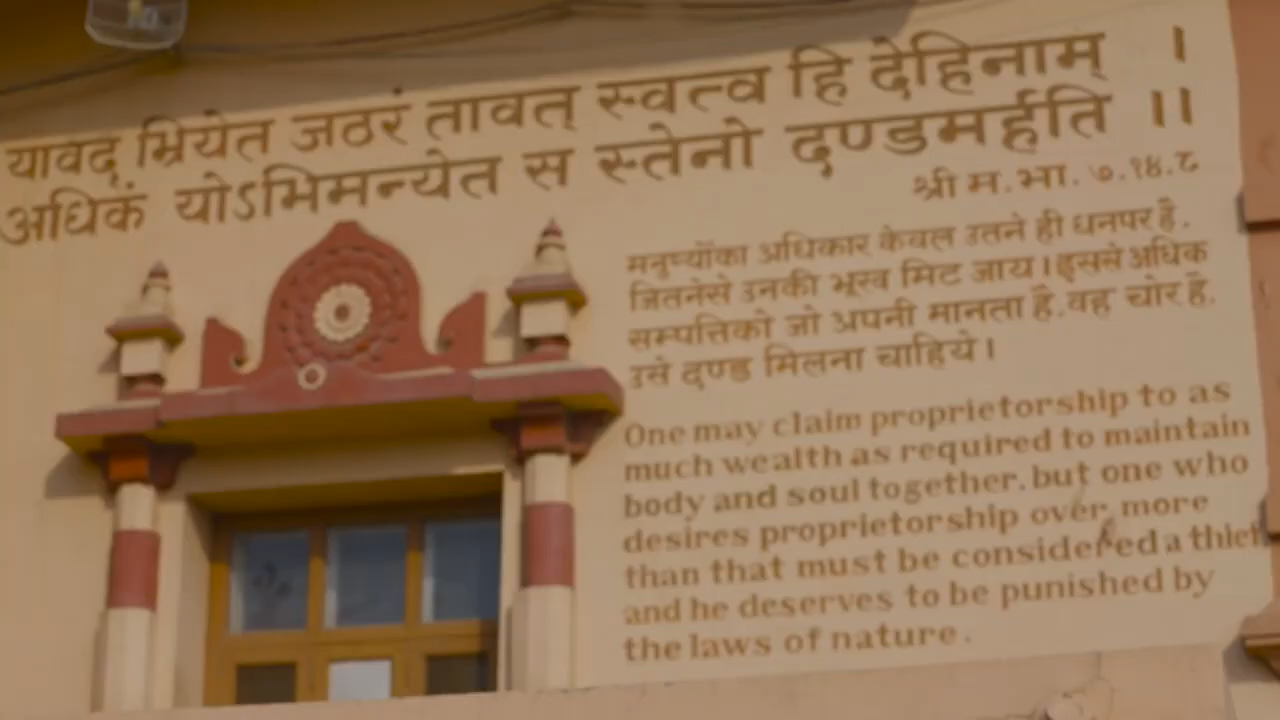 यावद् भ्रियेत जठरं तावत् स्वत्व हि देहिनाम् ।
अधिकं योऽभिमन्येत स स्तेनो दण्डमर्हति ॥
श्री म.भा. ७.१४.८
मनुष्योंका अधिकार केवल उतने ही धनपर है.
जितनेसे उनकी भूख मिट जाय। इससे अधिक
सम्पत्तिको जो अपनी मानता है. वह चोर है.
उसे दण्ड मिलना चाहिये।
One may claim proprietorship to as
much wealth as required to maintain
body and soul together. but one who
desires proprietorship over more
than that must be considered a thief
and he deserves to be punished by
the laws of nature.